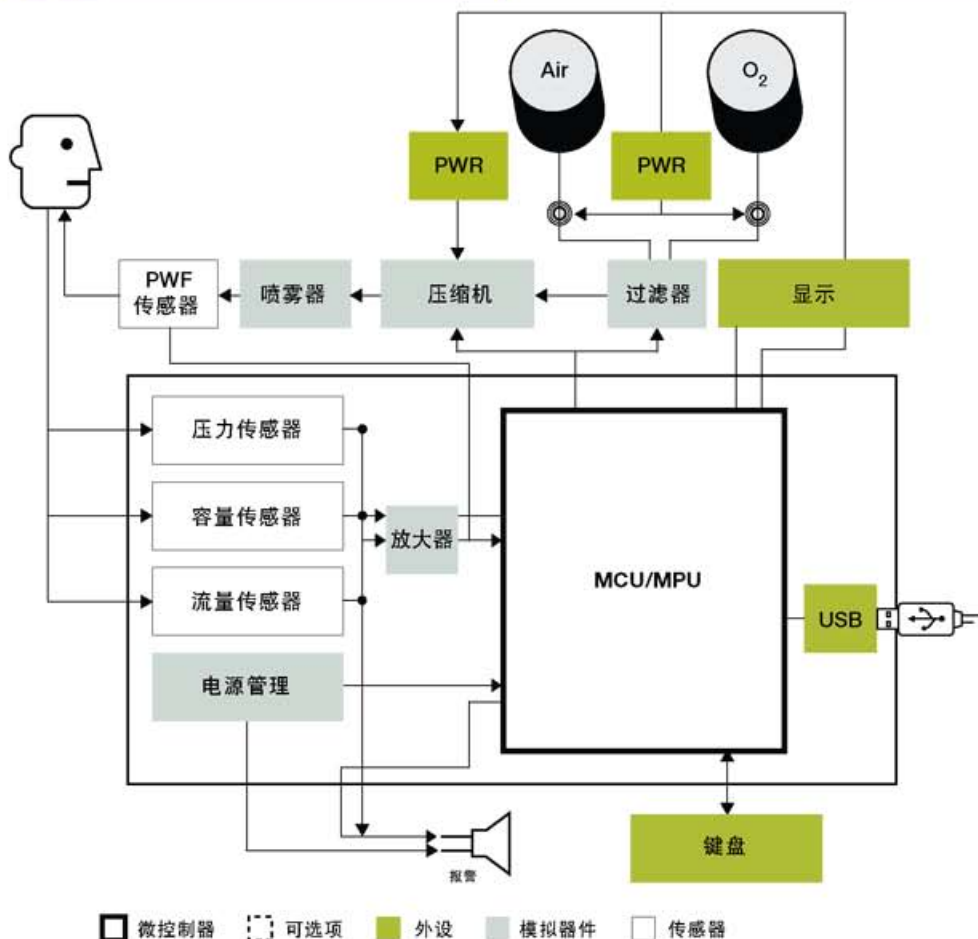 Air
O2
PWR
PWR
PWF
传感器
喷雾器
压缩机
过滤器
显示
压力传感器
容量传感器
放大器
流量传感器
MCU/MPU
USB
电源管理
键盘
报警
微控制器
可选项
外设
模拟器件
传感器